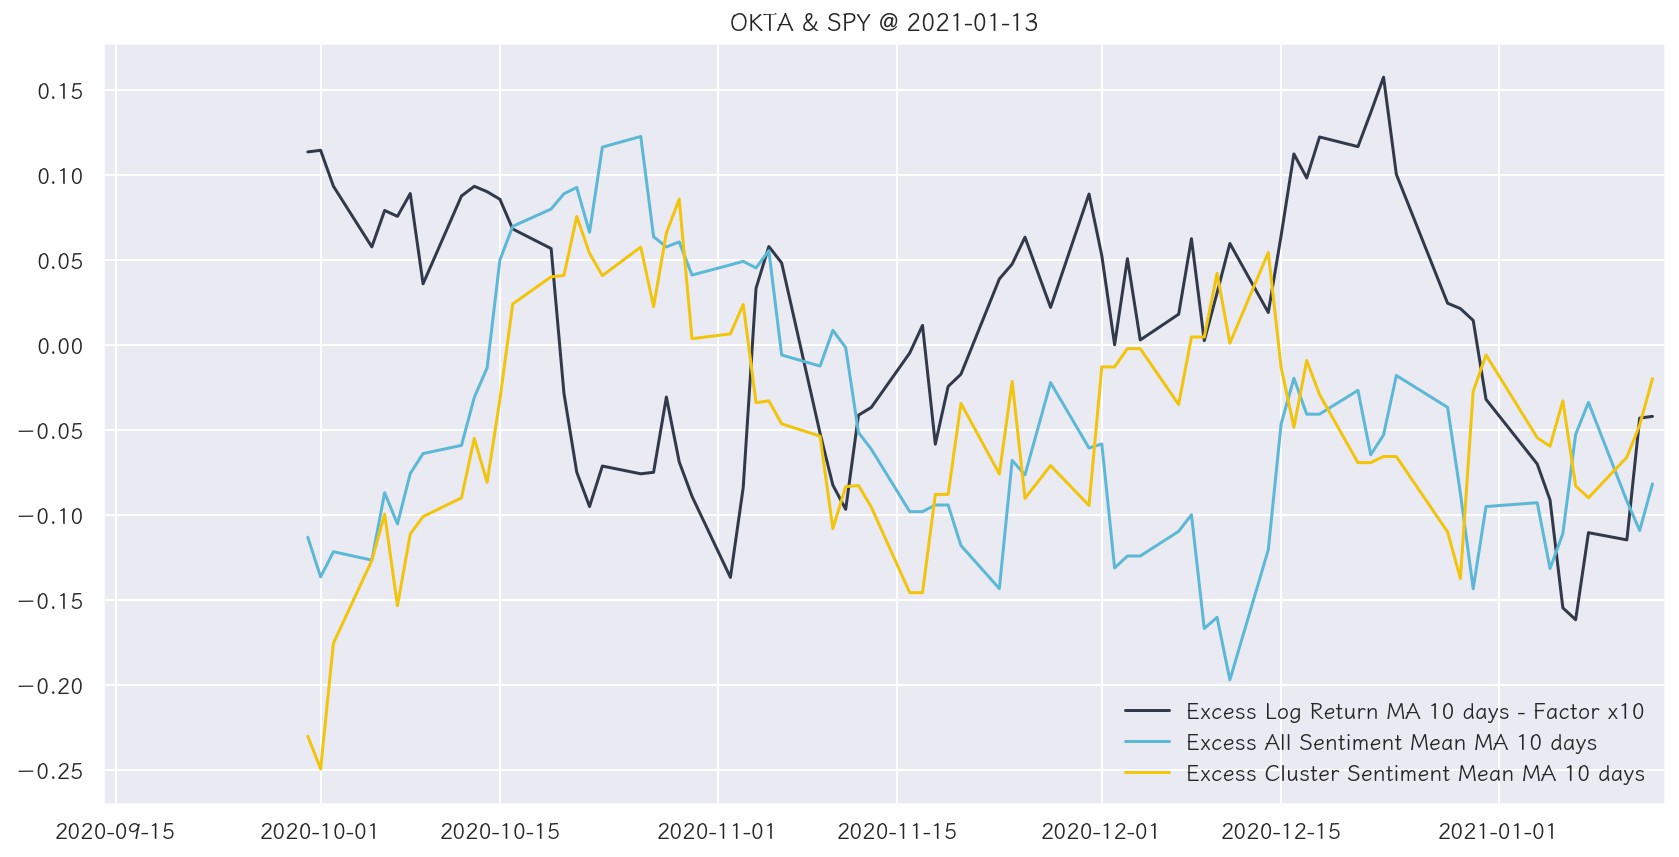 OKTA & SPY @ 2021-01-13
0.15
0.10
0.05
0.00
−0.05
−0.10
−0.15
−0.20
−0.25
Excess Log Return MA 10 days - Factor x10
Excess All Sentiment Mean MA 10 days
Excess Cluster Sentiment Mean MA 10 days
2020-09-15 2020-10-01 2020-10-15 2020-11-01 2020-11-15 2020-12-01 2020-12-15 2021-01-01